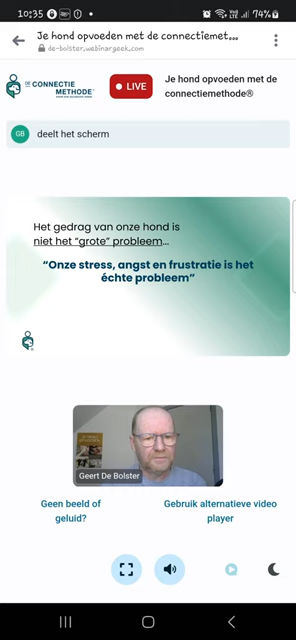 10:35
74%
Je hond opvoeden met de connectiemet...
de-bolster.webinargeek.com
DE CONNECTIE
METHODE
LIVE
Je hond opvoeden met de
connectiemethode®
GB deelt het scherm
Het gedrag van onze hond is
niet het “grote” probleem...
“Onze stress, angst en frustratie is het
échte probleem”
Geert De Bolster
Geen beeld of
geluid?
Gebruik alternatieve video
player